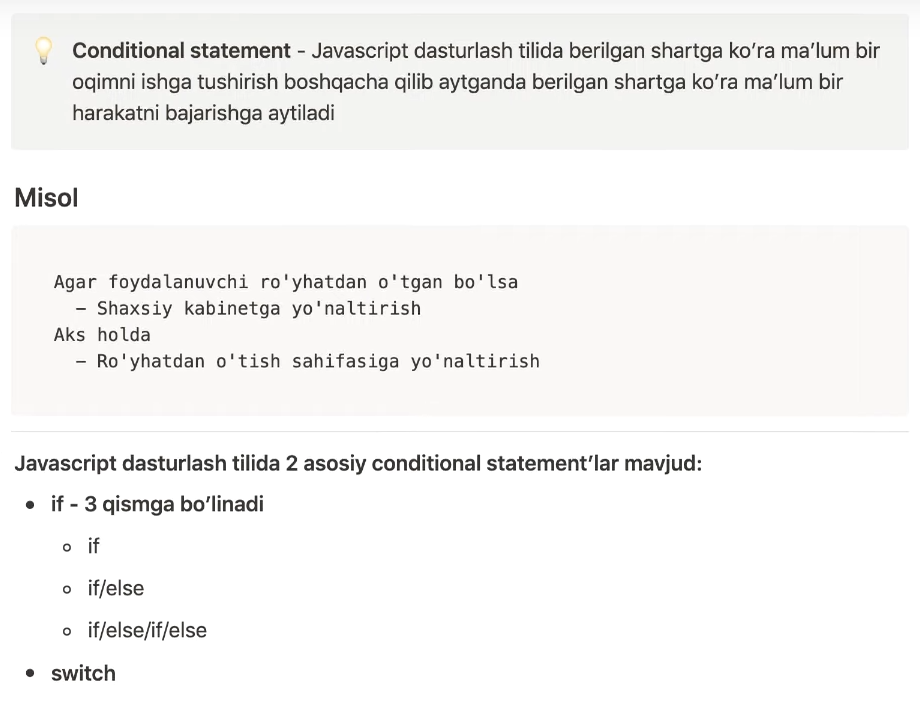 Conditional statement - Javascript dasturlash tilida berilgan shartga ko’ra ma’lum bir
oqimni ishga tushirish boshqacha qilib aytganda berilgan shartga ko’ra ma’lum bir
harakatni bajarishga aytiladi
Misol
Agar foydalanuvchi ro'yhatdan o'tgan bo'lsa
– Shaxsiy kabinetga yo'naltirish
Aks holda
– Ro'yhatdan o'tish sahifasiga yo'naltirish
Javascript dasturlash tilida 2 asosiy conditional statement’lar mavjud:
• if - 3 qismga bo’linadi
◦ if
◦ if/else
◦ if/else/if/else
• switch